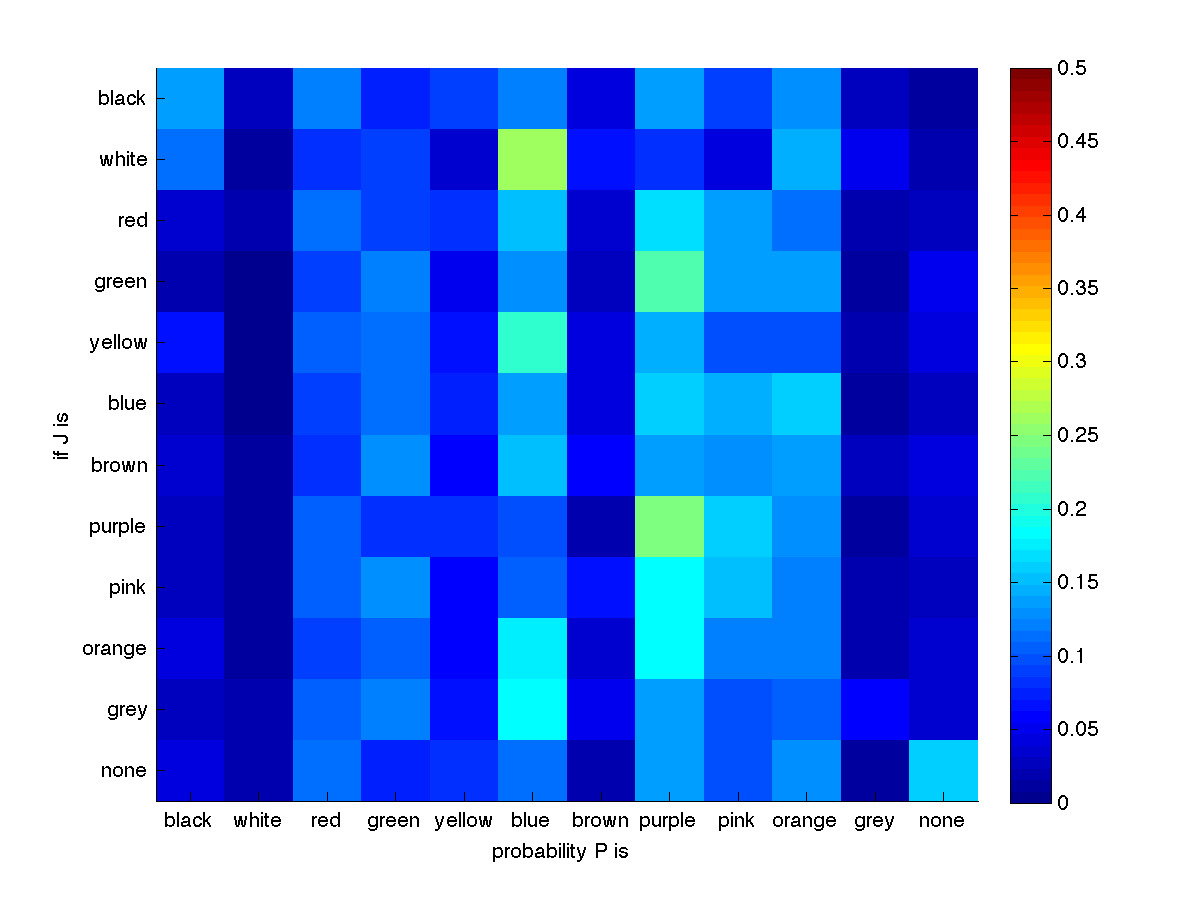 black
white
red
green
yellow
blue
brown
purple
pink
orange
grey
none
if J is
black white red green yellow blue brown purple pink orange grey none
probability P is
0.5
0.45
0.4
0.35
0.3
0.25
0.2
0.15
0.1
0.05
0